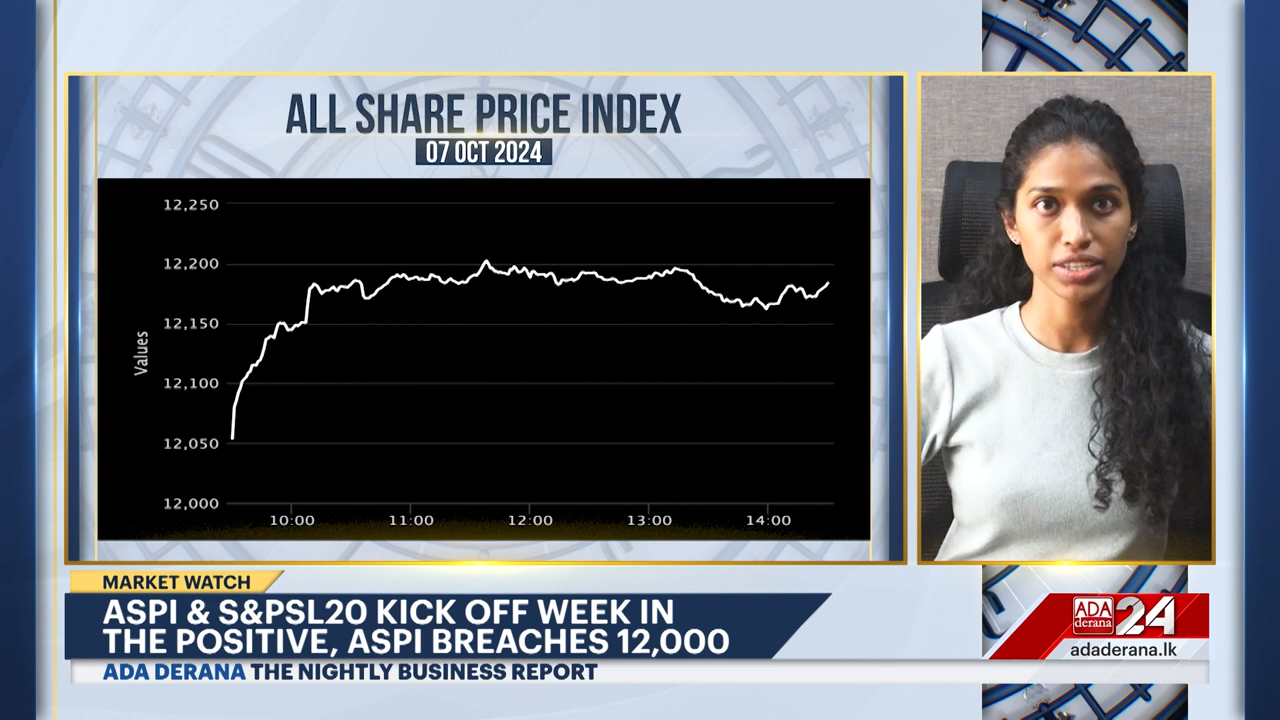 ALL SHARE PRICE INDEX
07 OCT 2024
12,250
12,200
12,150
12,100
12,050
12,000
Values
10:00 11:00 12:00 13:00 14:00
MARKET WATCH
ASPI & S&PSL20 KICK OFF WEEK IN
THE POSITIVE, ASPI BREACHES 12,000
ADA DERANA THE NIGHTLY BUSINESS REPORT
ADA
derana
24
adaderana.lk